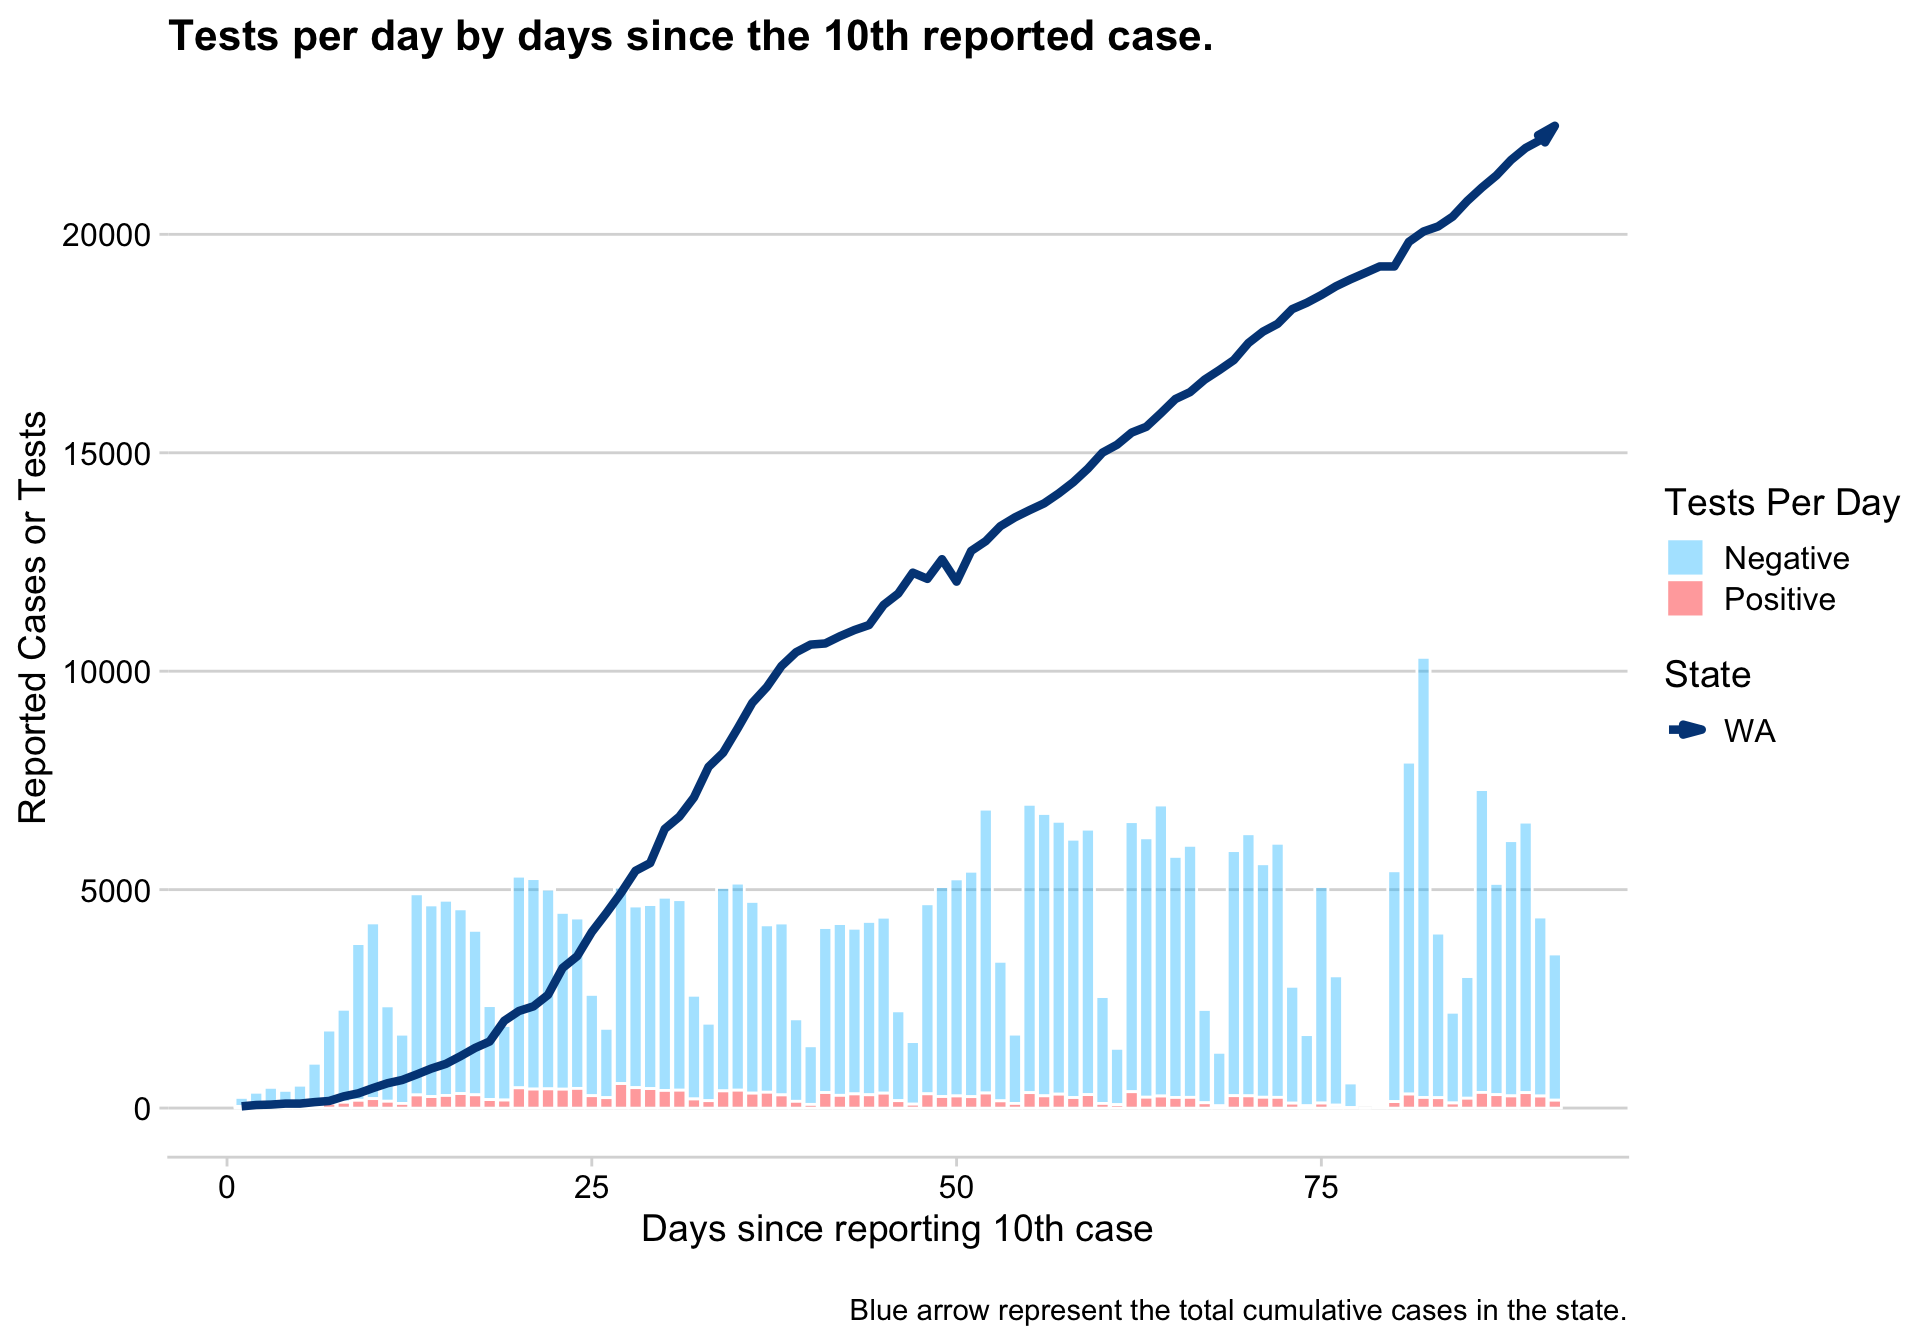 Tests per day by days since the 10th reported case.
20000
15000
10000
5000
0
Reported Cases or Tests
0 25 50 75
Days since reporting 10th case
Tests Per Day
Negative
Positive
State
WA
Blue arrow represent the total cumulative cases in the state.